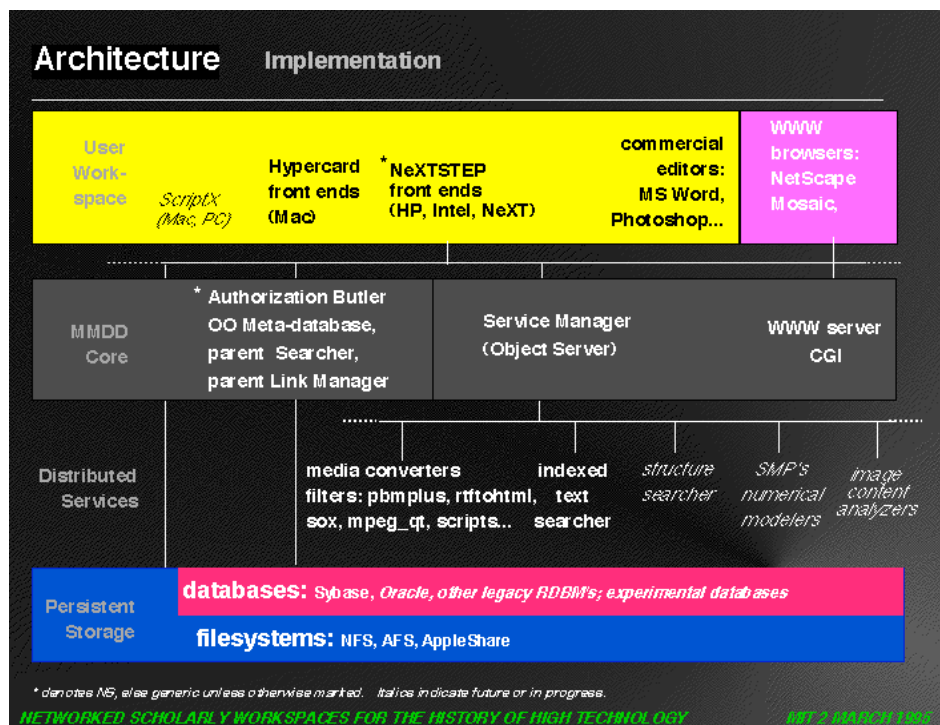 Architecture Implementation
User
Work-
space
ScriptX
(Mac, PC)
Hypercard
front ends
(Mac)
* NeXTSTEP
front ends
(HP, Intel, NeXT)
commercial
editors:
MS Word,
Photoshop...
WWW
browsers:
NetScape
Mosaic,
MMDD
Core
* Authorization Butler
OO Meta-database,
parent Searcher,
parent Link Manager
Service Manager
(Object Server)
WWW server
CGI
Distributed
Services
media converters
filters: pbmplus, rtftohtml,
sox, mpeg_qt, scripts...
indexed
text
searcher
structure
searcher
SMP's
numerical
modelers
image
content
analyzers
Persistent
Storage
databases: Sybase, Oracle, other legacy RDBM's; experimental databases
filesystems: NFS, AFS, AppleShare
* denotes NS, else generic unless otherwise marked. Italics indicate future or in progress.
NETWORKED SCHOLARLY WORKSPACES FOR THE HISTORY OF HIGH TECHNOLOGY MIT 2 MARCH 1995